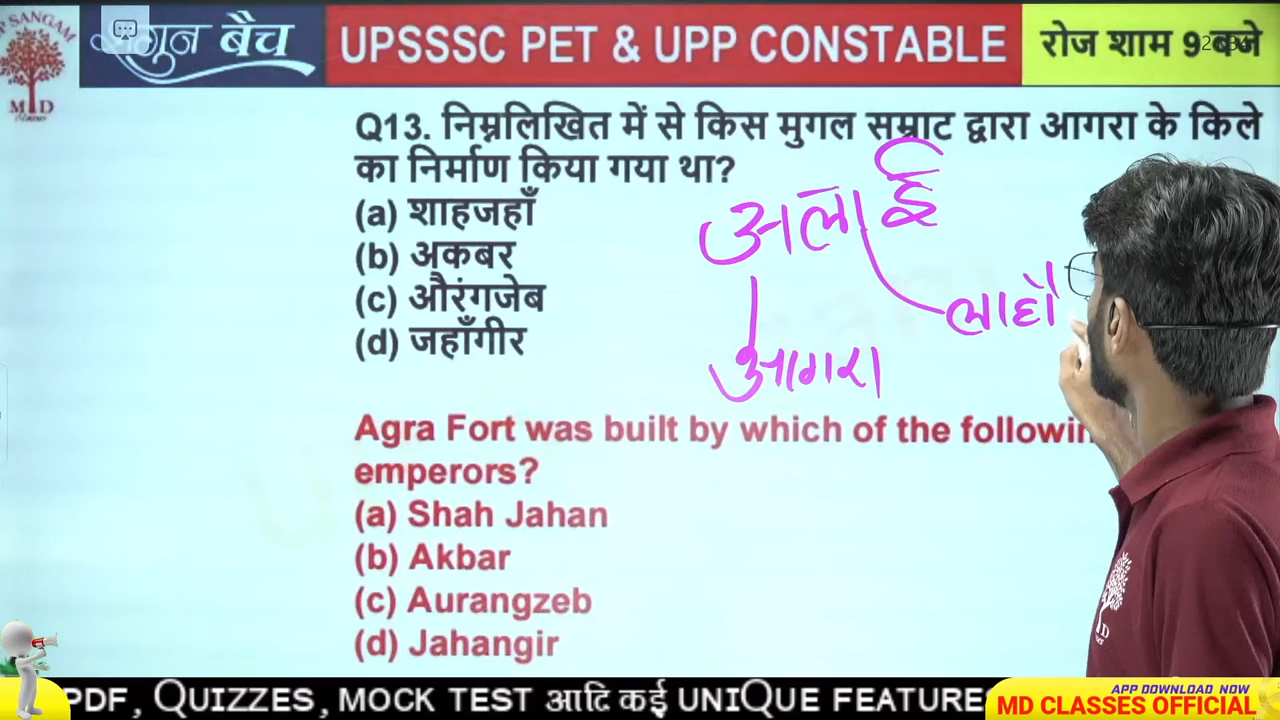 P SANGAM
MD
Classes
गुन बैच
UPSSSC PET & UPP CONSTABLE
रोज शाम 9 बजे
Q13. निम्नलिखित में से किस मुगल सम्राट द्वारा आगरा के किले
का निर्माण किया गया था?
(a) शाहजहाँ
(b) अकबर
(c) औरंगजेब
(d) जहाँगीर
अलाई
लाहौ
आगरा
Agra Fort was built by which of the followin
emperors?
(a) Shah Jahan
(b) Akbar
(c) Aurangzeb
(d) Jahangir
PDF, QUIZZES, MOCK TEST आदि कई UNIQUE FEATURE
APP DOWNLOAD NOW
MD CLASSES OFFICIAL